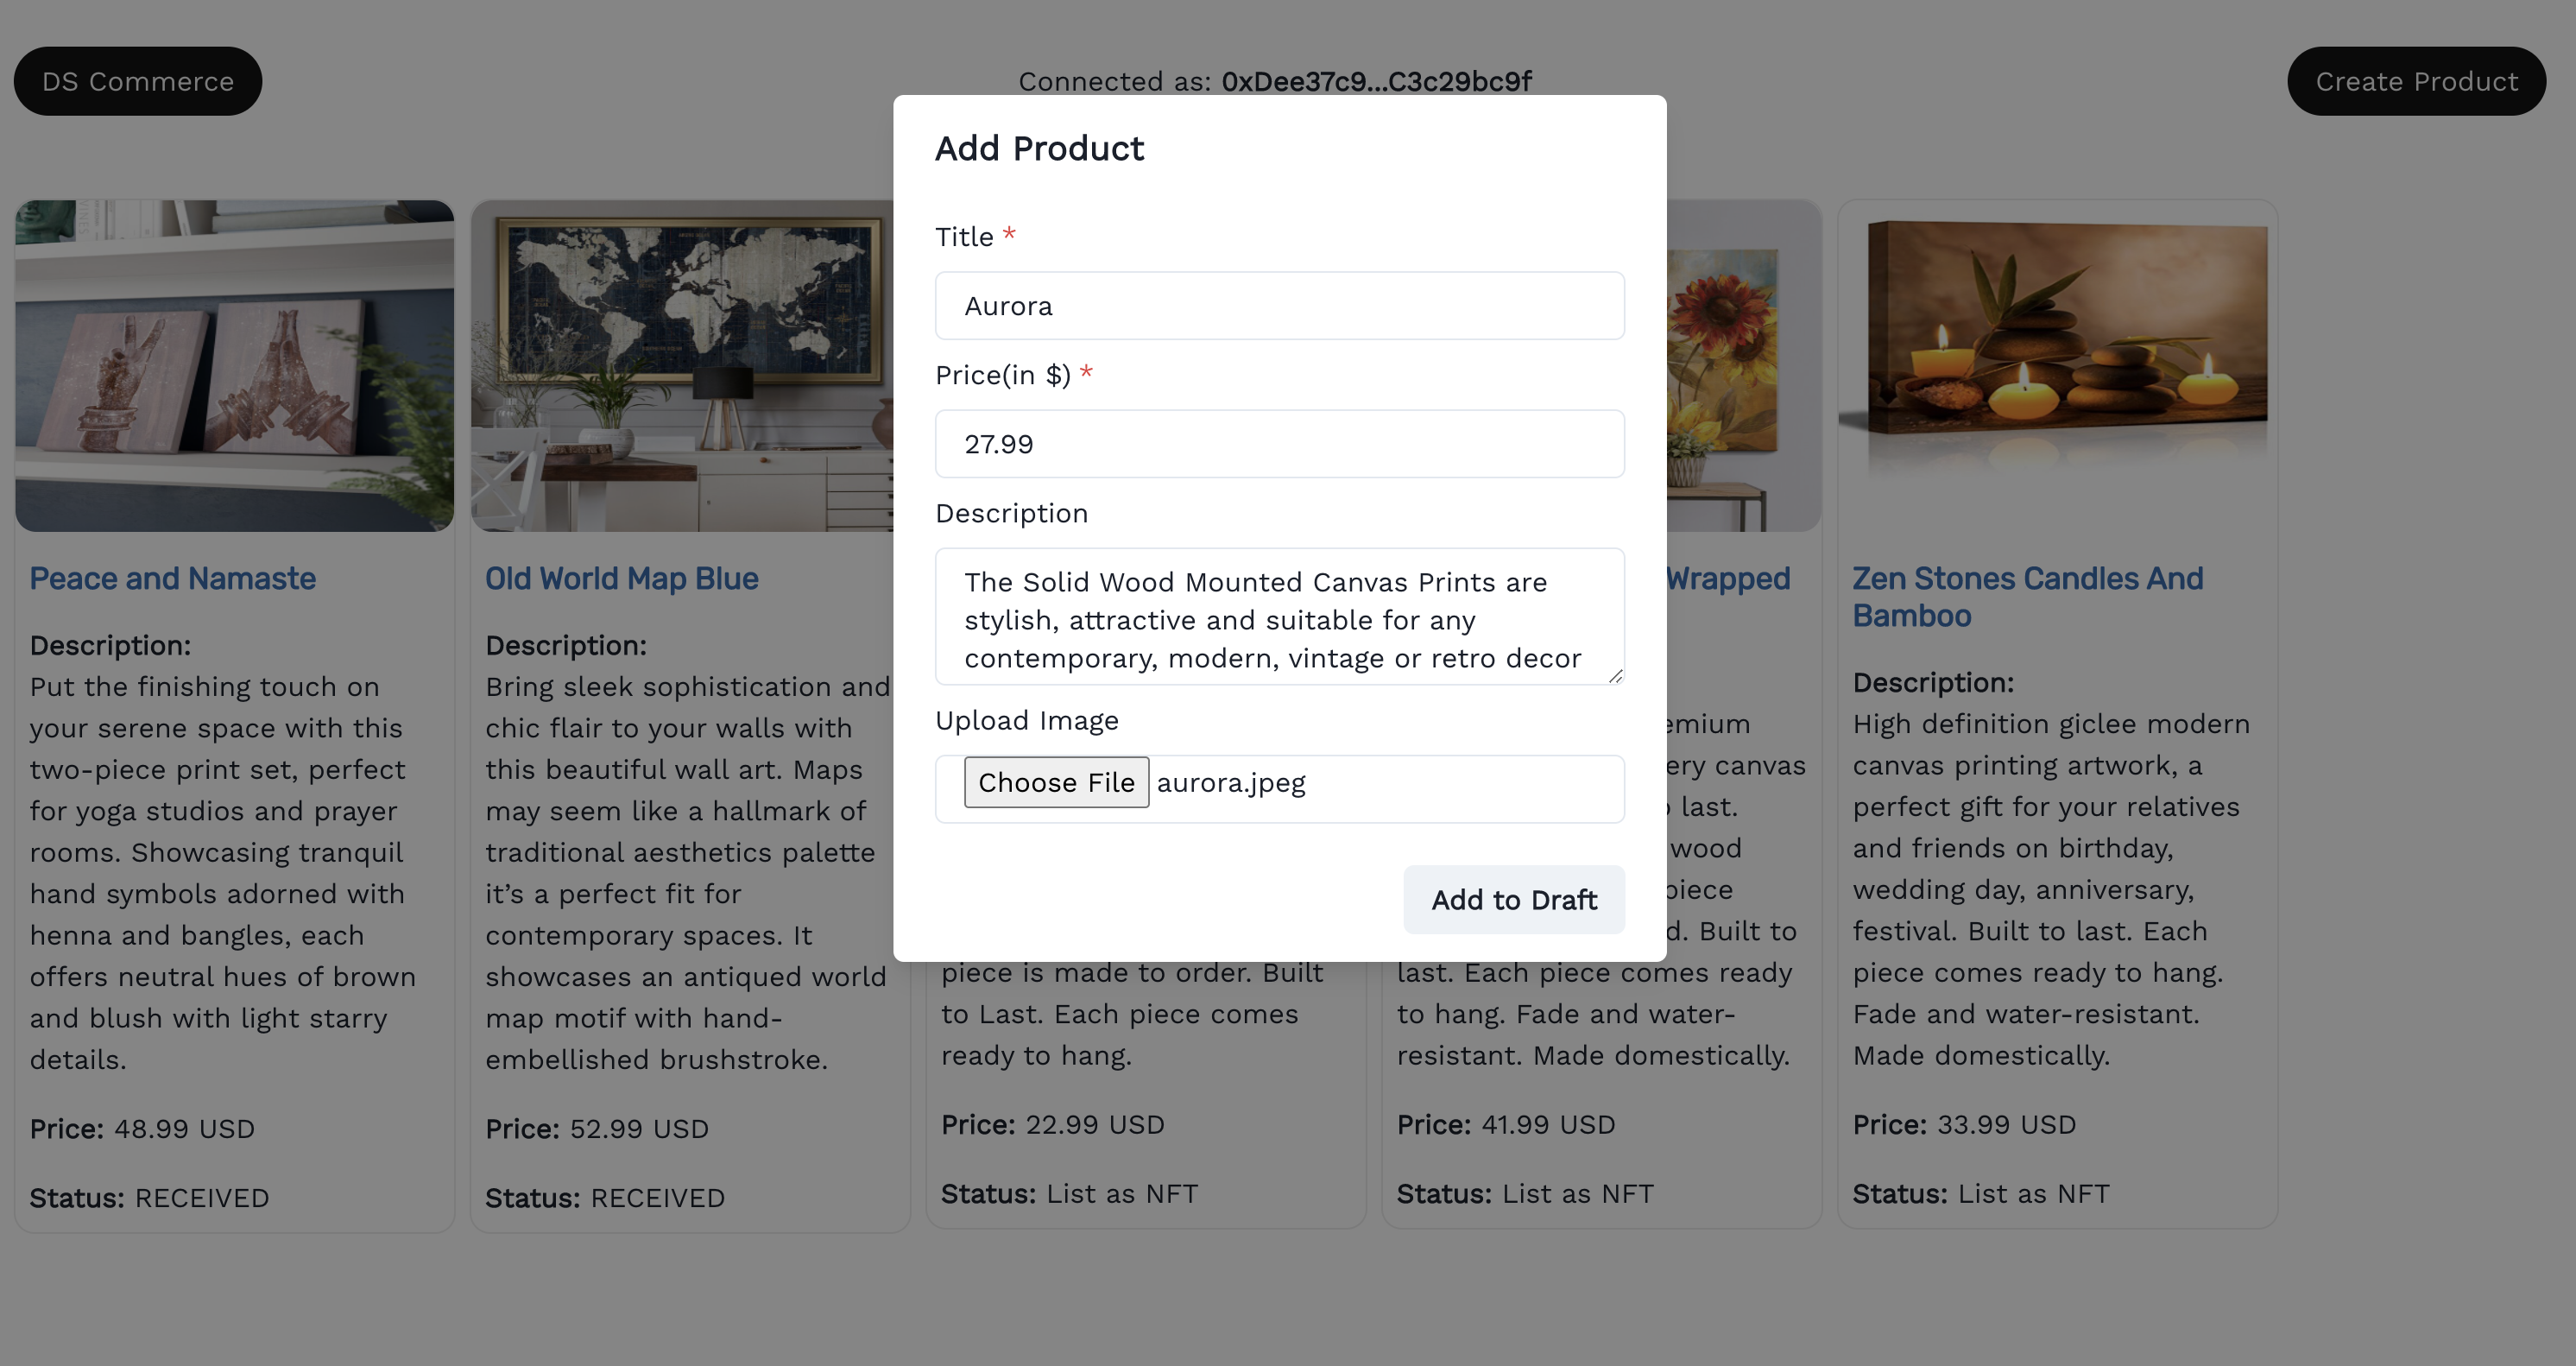 DS Commerce
Connected as: 0xDee37c9...C3c29bc9f
Create Product
Add Product
Title *
Aurora
Price(in $) *
27.99
Description
The Solid Wood Mounted Canvas Prints are
stylish, attractive and suitable for any
contemporary, modern, vintage or retro decor
Upload Image
Choose File aurora.jpeg
Add to Draft
Peace and Namaste
Description:
Put the finishing touch on
your serene space with this
two-piece print set, perfect
for yoga studios and prayer
rooms. Showcasing tranquil
hand symbols adorned with
henna and bangles, each
offers neutral hues of brown
and blush with light starry
details.
Price: 48.99 USD
Status: RECEIVED
Old World Map Blue
Description:
Bring sleek sophistication and
chic flair to your walls with
this beautiful wall art. Maps
may seem like a hallmark of
traditional aesthetics palette
it’s a perfect fit for
contemporary spaces. It
showcases an antiqued world
map motif with hand-
embellished brushstroke.
Price: 52.99 USD
Status: RECEIVED
piece is made to order. Built
to Last. Each piece comes
ready to hang.
Price: 22.99 USD
Status: List as NFT
Wrapped
last.
wood
piece
Built to
last. Each piece comes ready
to hang. Fade and water-
resistant. Made domestically.
Price: 41.99 USD
Status: List as NFT
Zen Stones Candles And
Bamboo
Description:
High definition giclee modern
canvas printing artwork, a
perfect gift for your relatives
and friends on birthday,
wedding day, anniversary,
festival. Built to last. Each
piece comes ready to hang.
Fade and water-resistant.
Made domestically.
Price: 33.99 USD
Status: List as NFT